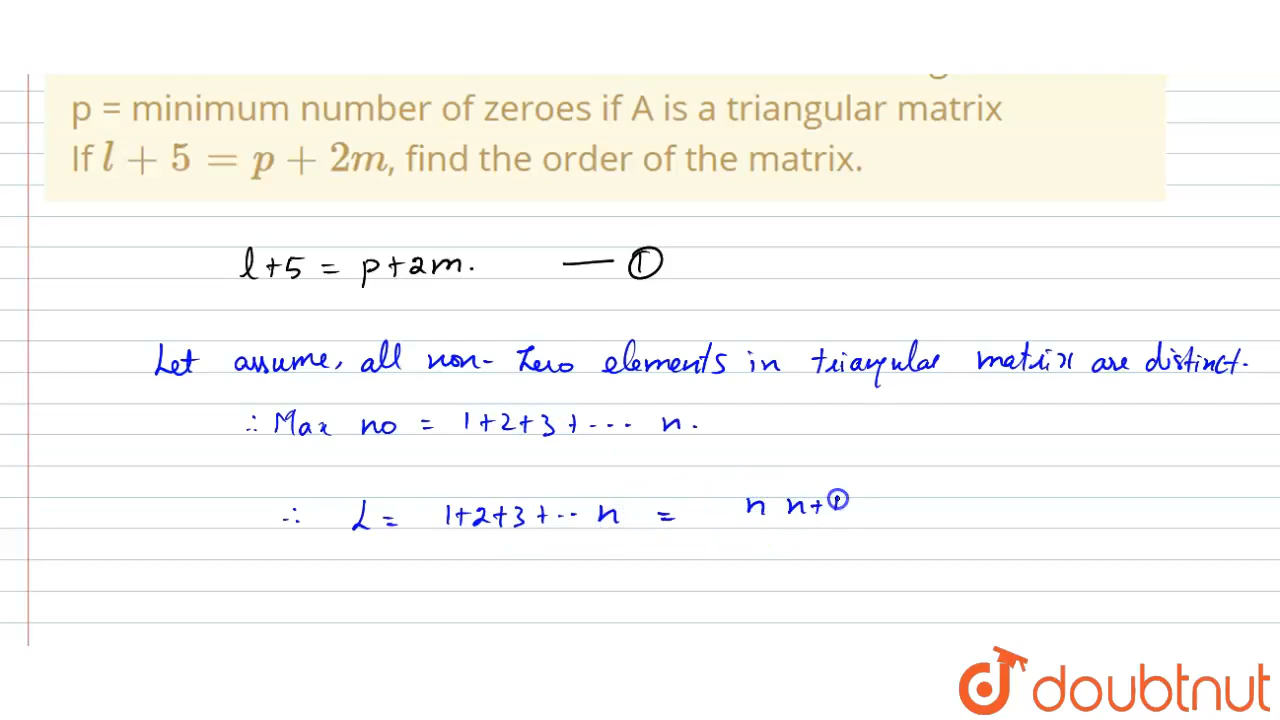 p = minimum number of zeroes if A is a triangular matrix
If l + 5 = p + 2m, find the order of the matrix.
l+5 = p+2m. — ①
Let assume, all non-zero elements in triangular matrix are distinct.
∴ Max no = 1+2+3+... n.
∴ L = 1+2+3+.. n = n n+1
doubtnut